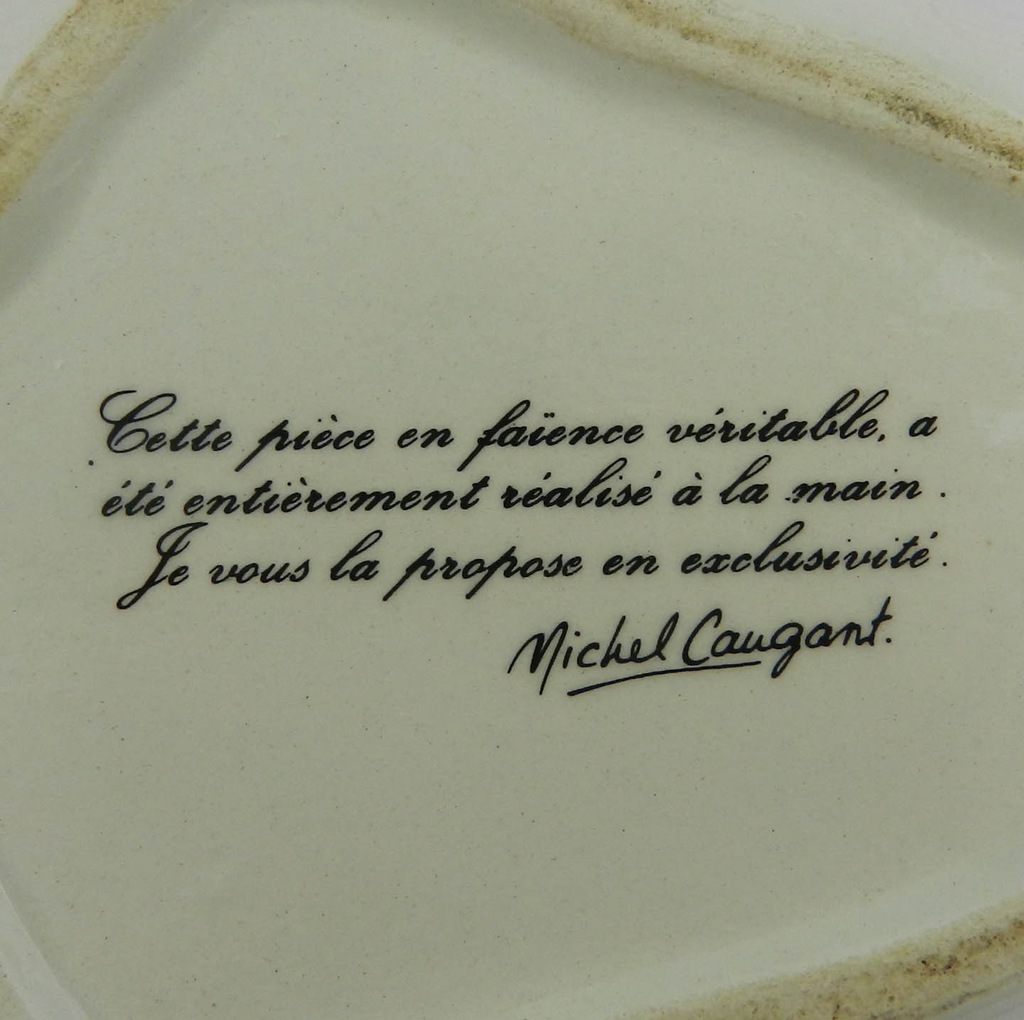 Cette pièce en faïence véritable, a
été entièrement réalisé à la main.
Je vous la propose en exclusivité.
Michel Caugant.